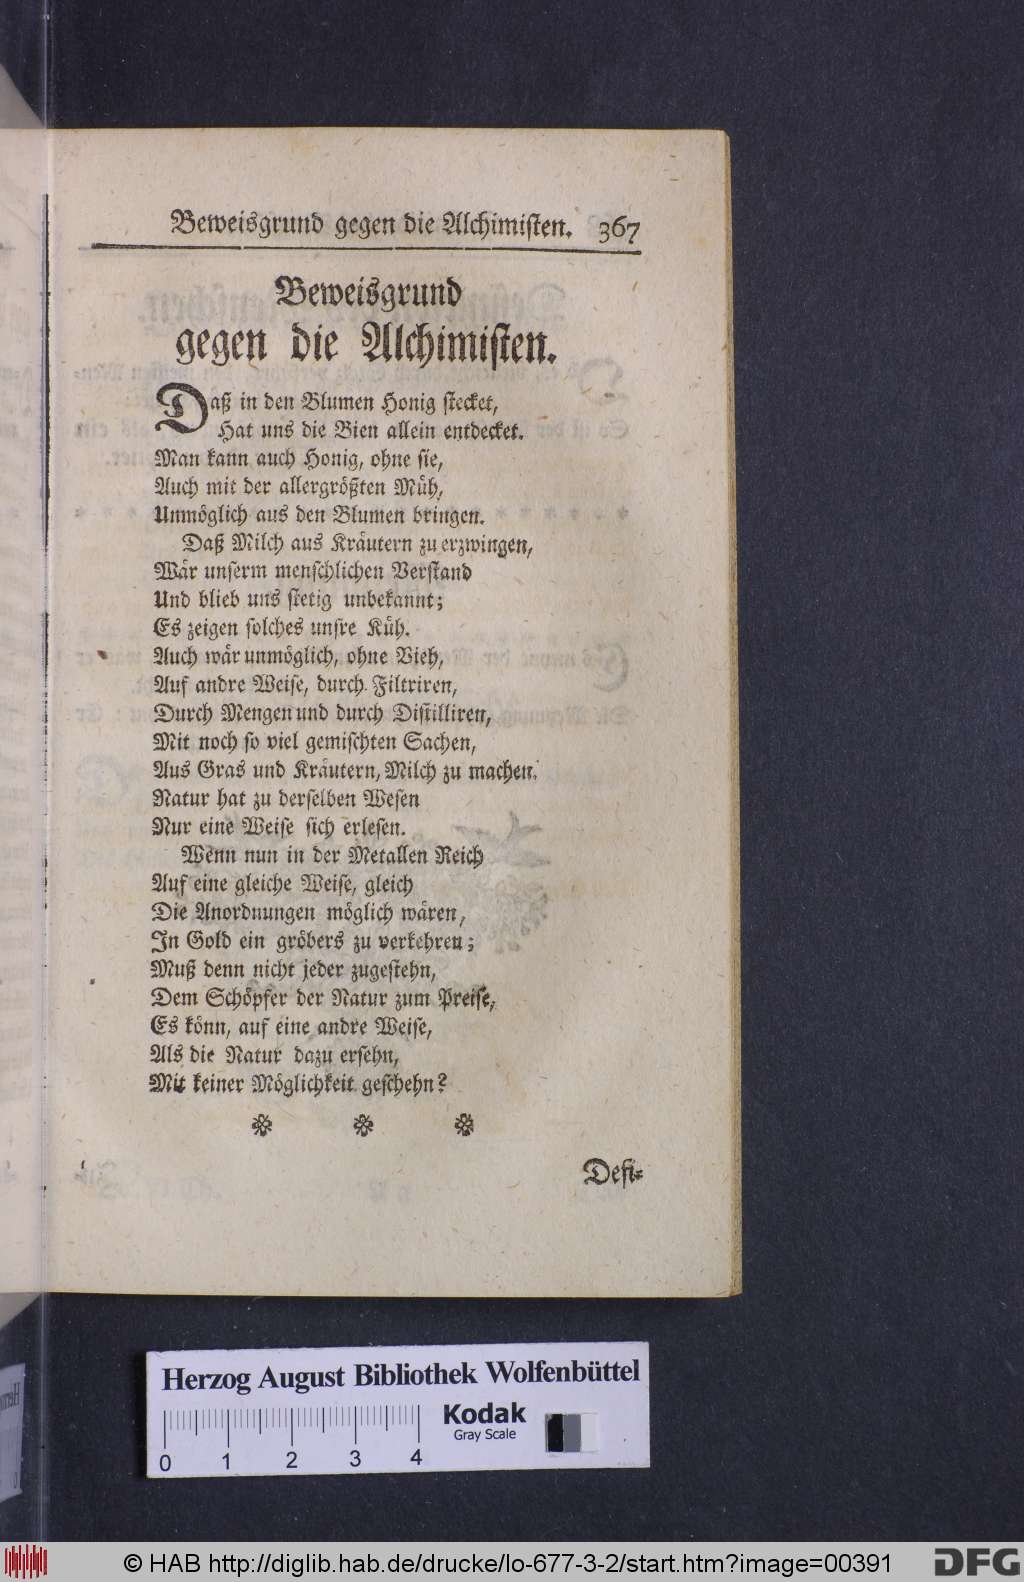 Beweisgrund gegen die Alchimisten. 367
Beweisgrund
gegen die Alchimisten.
Daß in den Blumen Honig stecket,
Hat uns die Bien allein entdecket.
Man kann auch Honig, ohne sie,
Auch mit der allergrößten Müh,
Unmöglich aus den Blumen bringen.
Daß Milch aus Kräutern zu erzwingen,
Wär unserm menschlichen Verstand
Und blieb uns stetig unbekannt;
Es zeigen solches unsre Küh.
Auch wär unmöglich, ohne Vieh,
Auf andre Weise, durch Filtriren,
Durch Mengen und durch Distilliren,
Mit noch so viel gemischten Sachen,
Aus Gras und Kräutern, Milch zu machen.
Natur hat zu derselben Wesen
Nur eine Weise sich erlesen.
Wenn nun in der Metallen Reich
Auf eine gleiche Weise, gleich
Die Anordnungen möglich wären,
In Gold ein gröbers zu verkehren;
Muß denn nicht jeder zugestehn,
Dem Schöpfer der Natur zum Preise,
Es könn, auf eine andre Weise,
Als die Natur dazu ersehn,
Mit keiner Möglichkeit geschehn?
Defi-
Herzog August Bibliothek Wolfenbüttel
Kodak
Gray Scale
0 1 2 3 4
© HAB http://diglib.hab.de/drucke/lo-677-3-2/start.htm?image=00391
DFG